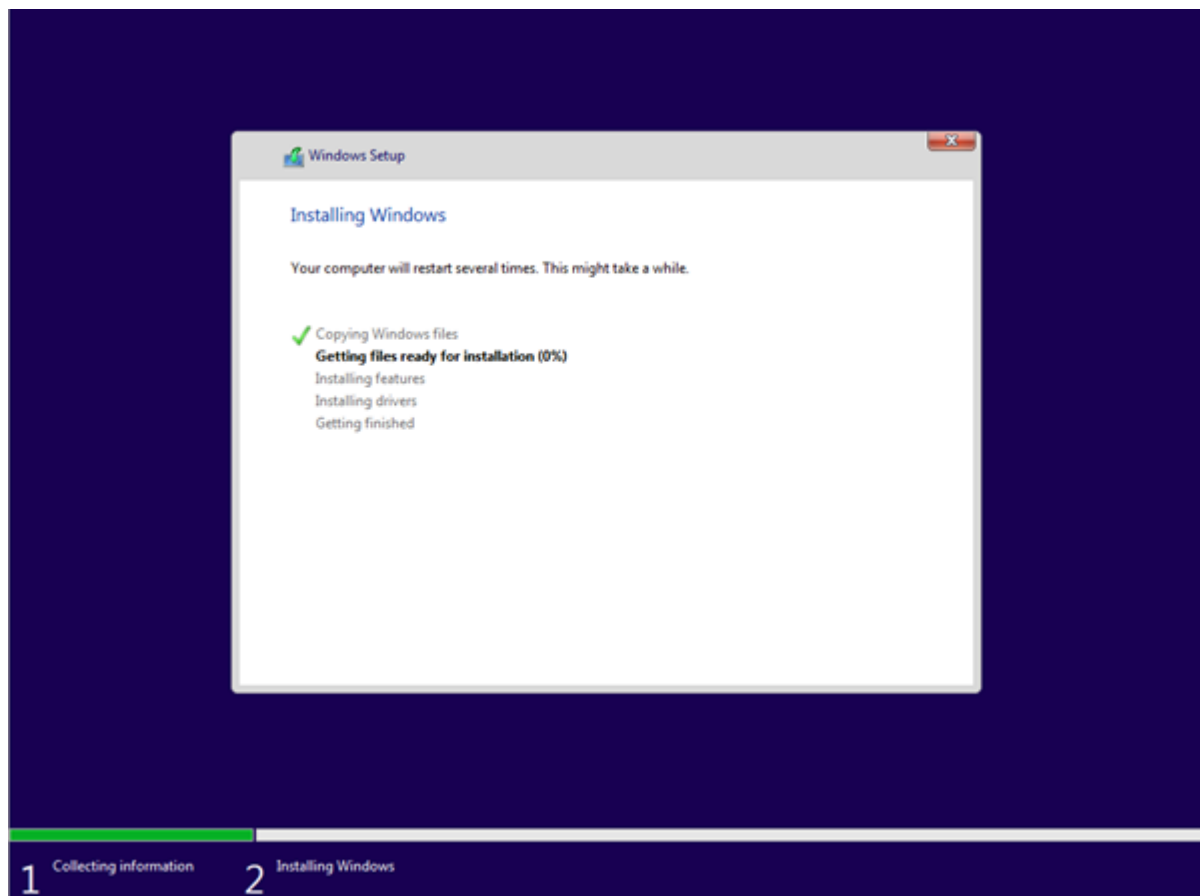 Windows Setup
Installing Windows
Your computer will restart several times. This might take a while.
Copying Windows files
Getting files ready for installation (0%)
Installing features
Installing drivers
Getting finished
1 Collecting information
2 Installing Windows